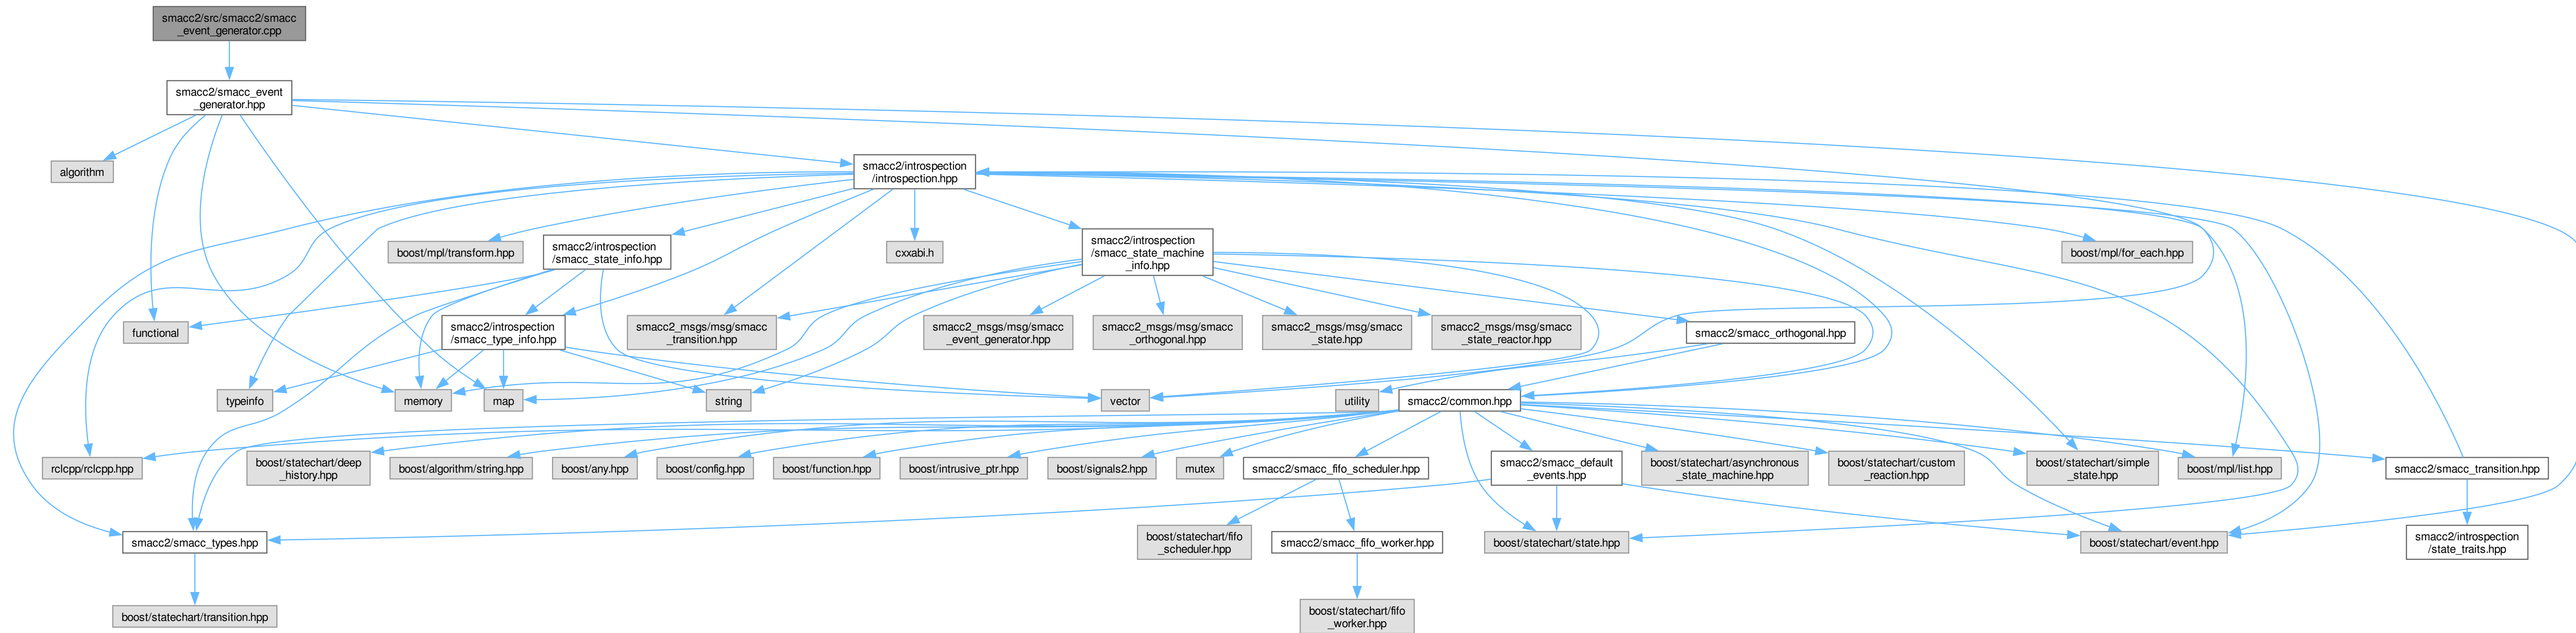 smacc2/src/smacc2/smacc
_event_generator.cpp
smacc2/smacc_event
_generator.hpp
algorithm
smacc2/introspection
/introspection.hpp
boost/mpl/transform.hpp
smacc2/introspection
/smacc_state_info.hpp
cxxabi.h
smacc2/introspection
/smacc_state_machine
_info.hpp
boost/mpl/for_each.hpp
functional
smacc2/introspection
/smacc_type_info.hpp
smacc2_msgs/msg/smacc
_transition.hpp
smacc2_msgs/msg/smacc
_event_generator.hpp
smacc2_msgs/msg/smacc
_orthogonal.hpp
smacc2_msgs/msg/smacc
_state.hpp
smacc2_msgs/msg/smacc
_state_reactor.hpp
smacc2/smacc_orthogonal.hpp
typeinfo
memory
map
string
vector
utility
smacc2/common.hpp
rclcpp/rclcpp.hpp
boost/statechart/deep
_history.hpp
boost/algorithm/string.hpp
boost/any.hpp
boost/config.hpp
boost/function.hpp
boost/intrusive_ptr.hpp
boost/signals2.hpp
mutex
smacc2/smacc_fifo_scheduler.hpp
smacc2/smacc_default
_events.hpp
boost/statechart/asynchronous
_state_machine.hpp
boost/statechart/custom
_reaction.hpp
boost/statechart/simple
_state.hpp
boost/mpl/list.hpp
smacc2/smacc_transition.hpp
smacc2/smacc_types.hpp
boost/statechart/fifo
_scheduler.hpp
smacc2/smacc_fifo_worker.hpp
boost/statechart/state.hpp
boost/statechart/event.hpp
smacc2/introspection
/state_traits.hpp
boost/statechart/transition.hpp
boost/statechart/fifo
_worker.hpp